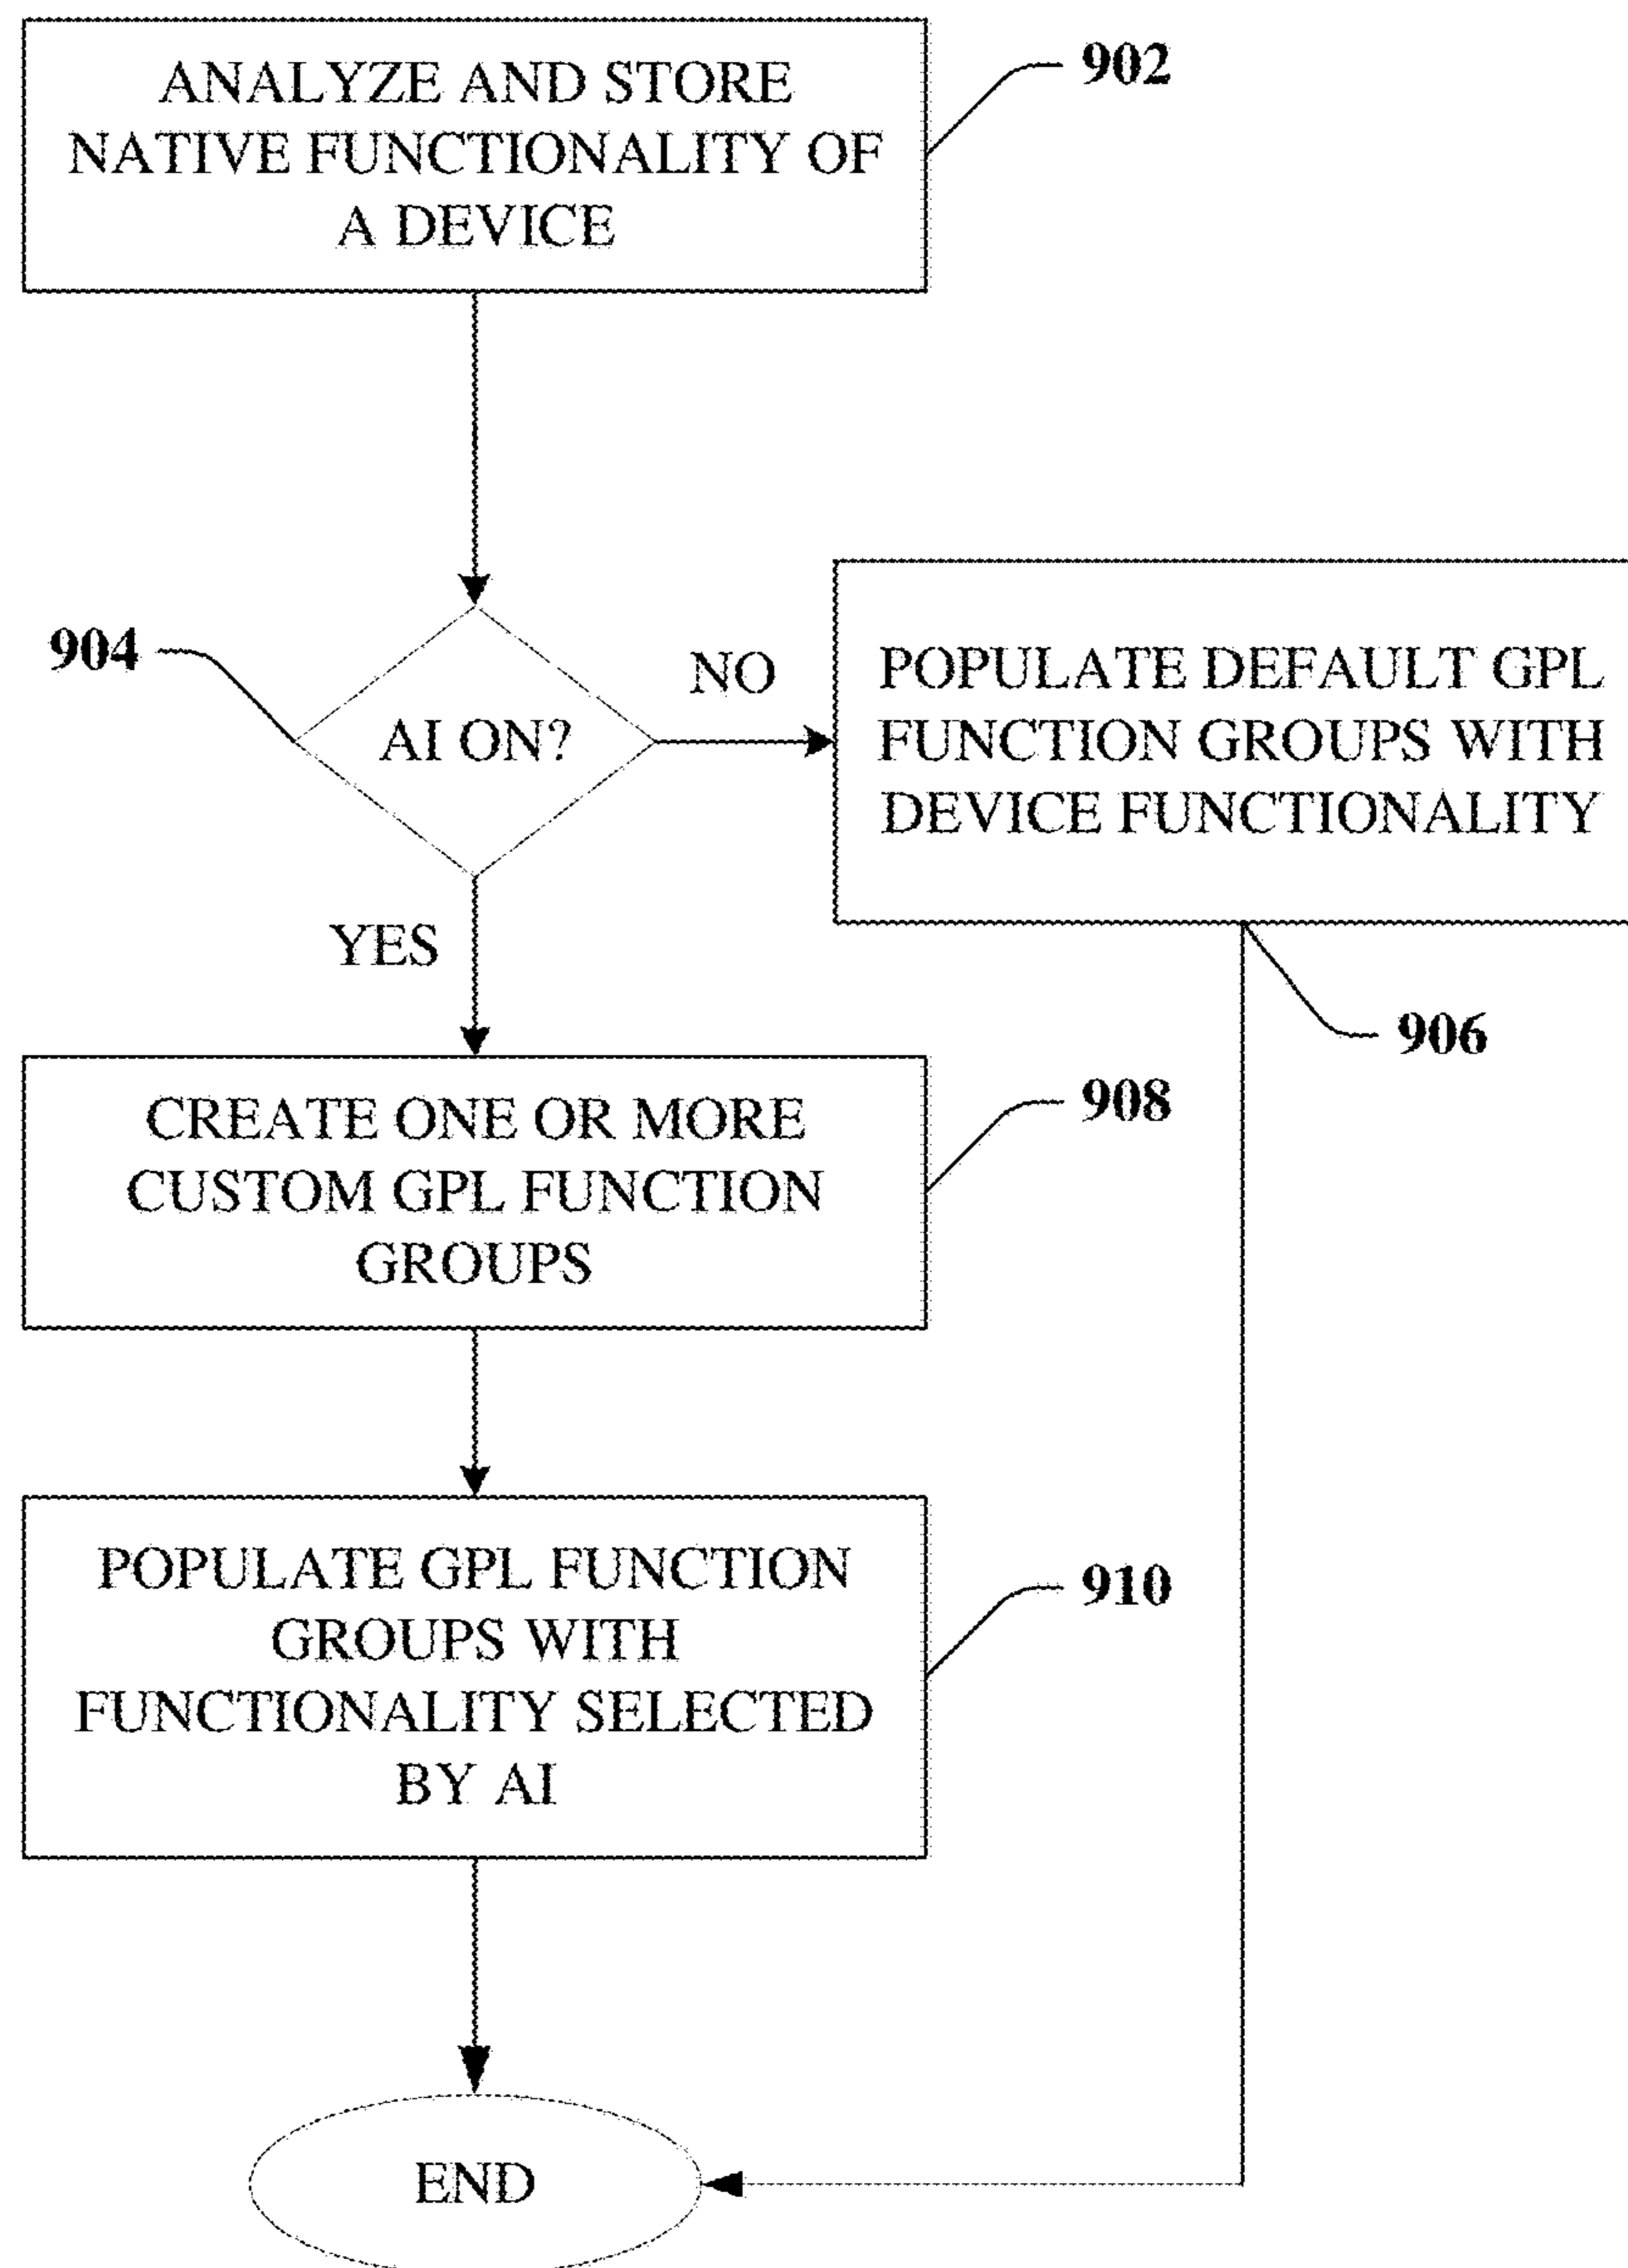 ANALYZE AND STORE
NATIVE FUNCTIONALITY OF
A DEVICE
902
904
AI ON?
NO
POPULATE DEFAULT GPL
FUNCTION GROUPS WITH
DEVICE FUNCTIONALITY
906
YES
CREATE ONE OR MORE
CUSTOM GPL FUNCTION
GROUPS
908
POPULATE GPL FUNCTION
GROUPS WITH
FUNCTIONALITY SELECTED
BY AI
910
END